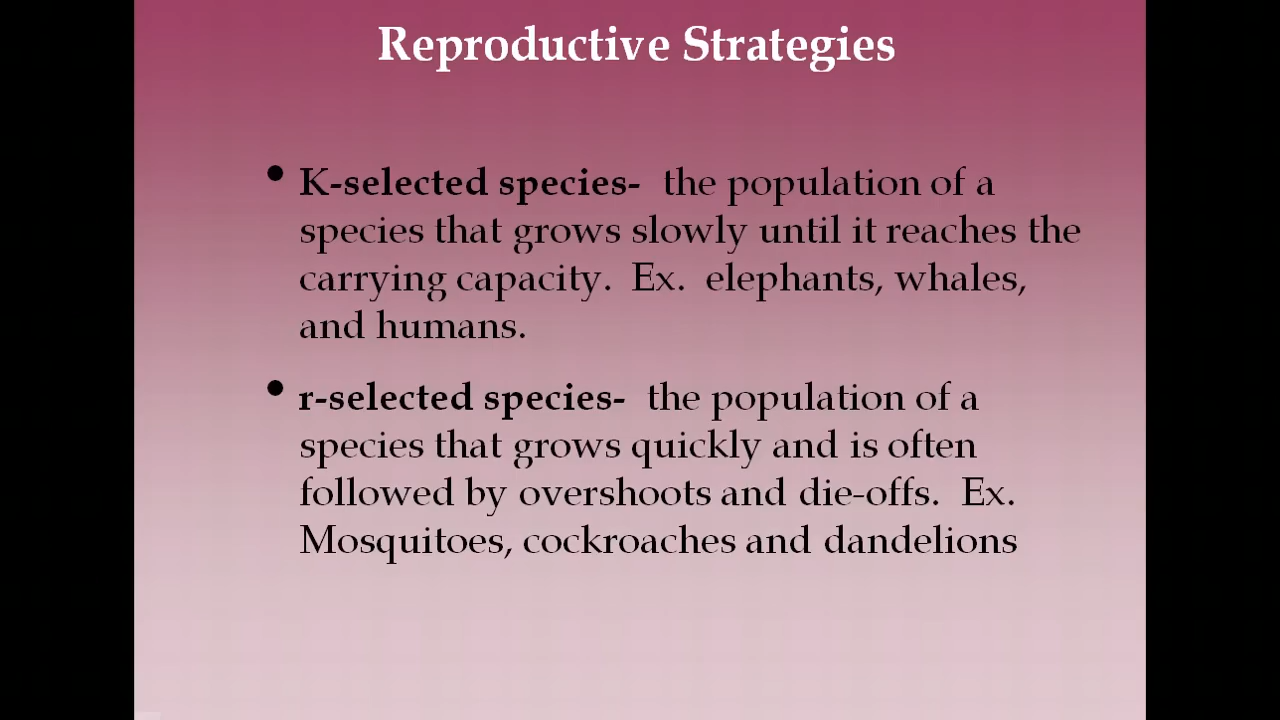 Reproductive Strategies
• K-selected species-  the population of a
species that grows slowly until it reaches the
carrying capacity.  Ex.  elephants, whales,
and humans.
• r-selected species-  the population of a
species that grows quickly and is often
followed by overshoots and die-offs.  Ex.
Mosquitoes, cockroaches and dandelions